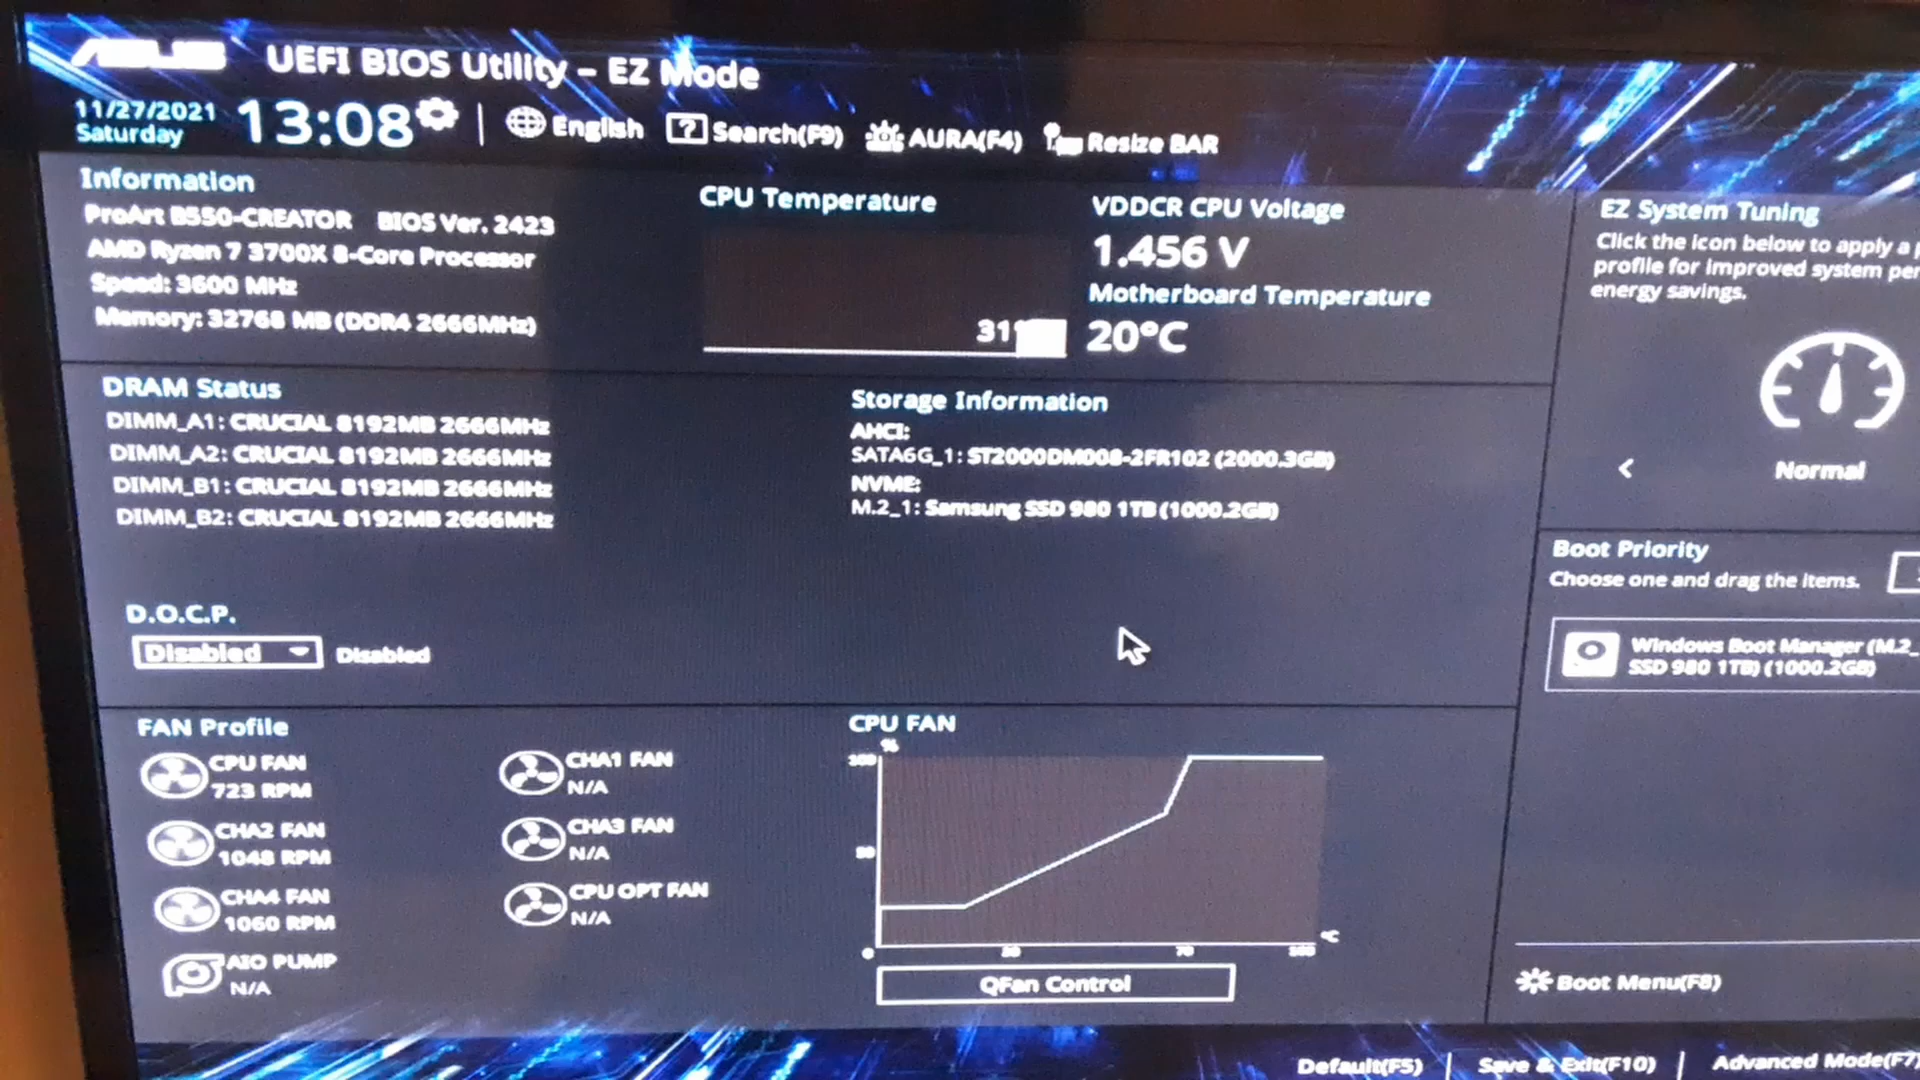 ASUS UEFI BIOS Utility – EZ Mode
11/27/2021
Saturday
13:08
English
Search(F9)
AURA(F4)
Resize BAR
Information
ProArt B550-CREATOR BIOS Ver. 2423
AMD Ryzen 7 3700X 8-Core Processor
Speed: 3600 MHz
Memory: 32768 MB (DDR4 2666MHz)
CPU Temperature
31°
VDDCR CPU Voltage
1.456 V
Motherboard Temperature
20°C
EZ System Tuning
Click the icon below to apply a
profile for improved system
energy savings.
<
Normal
DRAM Status
DIMM_A1: CRUCIAL 8192MB 2666MHz
DIMM_A2: CRUCIAL 8192MB 2666MHz
DIMM_B1: CRUCIAL 8192MB 2666MHz
DIMM_B2: CRUCIAL 8192MB 2666MHz
Storage Information
AHCI:
SATA6G_1: ST2000DM008-2FR102 (2000.3GB)
NVME:
M.2_1: Samsung SSD 980 1TB (1000.2GB)
D.O.C.P.
Disabled
Disabled
Boot Priority
Choose one and drag the items.
Windows Boot Manager (M.2_
SSD 980 1TB) (1000.2GB)
FAN Profile
CPU FAN
723 RPM
CHA1 FAN
N/A
CHA2 FAN
1048 RPM
CHA3 FAN
N/A
CHA4 FAN
1060 RPM
CPU OPT FAN
N/A
AIO PUMP
N/A
CPU FAN
%
100
50
0
30
70
100
°C
QFan Control
Boot Menu(F8)
Default(F5)
Save & Exit(F10)
Advanced Mode(F7)